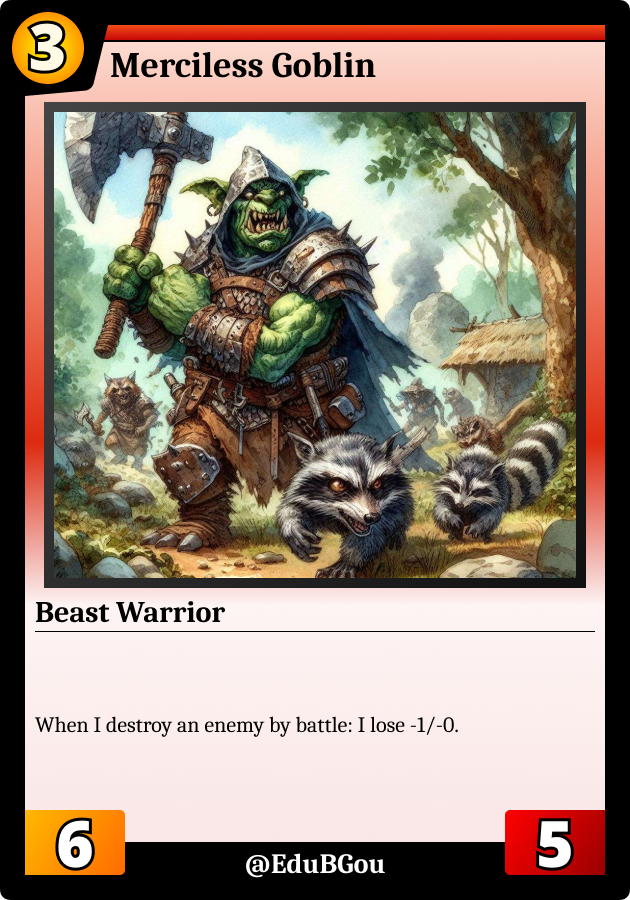 3
Merciless Goblin
Beast Warrior
When I destroy an enemy by battle: I lose -1/-0.
6
@EduBGou
5